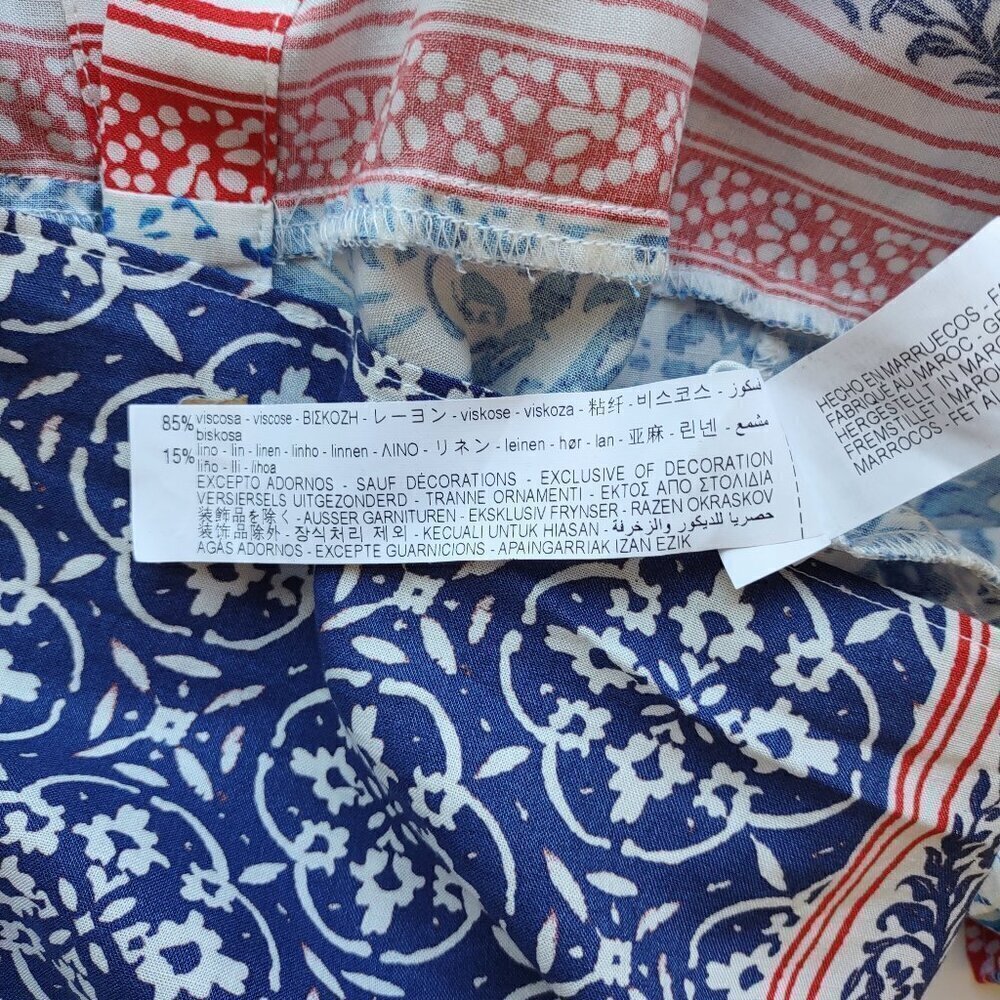 85% viscosa - viscose - ΒΙΣΚΟΖΗ - レーヨン - viskose - viskoza - 粘纤 - 비스코스 - سكوز
biskosa
15% lino - lin - linen - linho - linnen - ΛΙΝΟ - リネン - leinen - hør - lan - 亚麻 - 린넨 - مشمع
liño - lli - lihoa
EXCEPTO ADORNOS - SAUF DÉCORATIONS - EXCLUSIVE OF DECORATION
VERSIERSELS UITGEZONDERD - TRANNE ORNAMENTI - ΕΚΤΟΣ ΑΠΟ ΣΤΟΛΙΔΙΑ
装飾品を除く - AUSSER GARNITUREN - EKSKLUSIV FRYNSER - RAZEN OKRASKOV
装饰品除外 - 장식처리 제외 - KECUALI UNTUK HIASAN - حصريا للديكور والزخرفة
AGÁS ADORNOS - EXCEPTE GUARNICIONS - APAINGARRIAK IZAN EZIK
HECHO EN MARRUECOS - F
FABRIQUÉ AU MAROC - G
HERGESTELLT IN MAR
FREMSTILLET I MARO
MARROCOS - FET AL